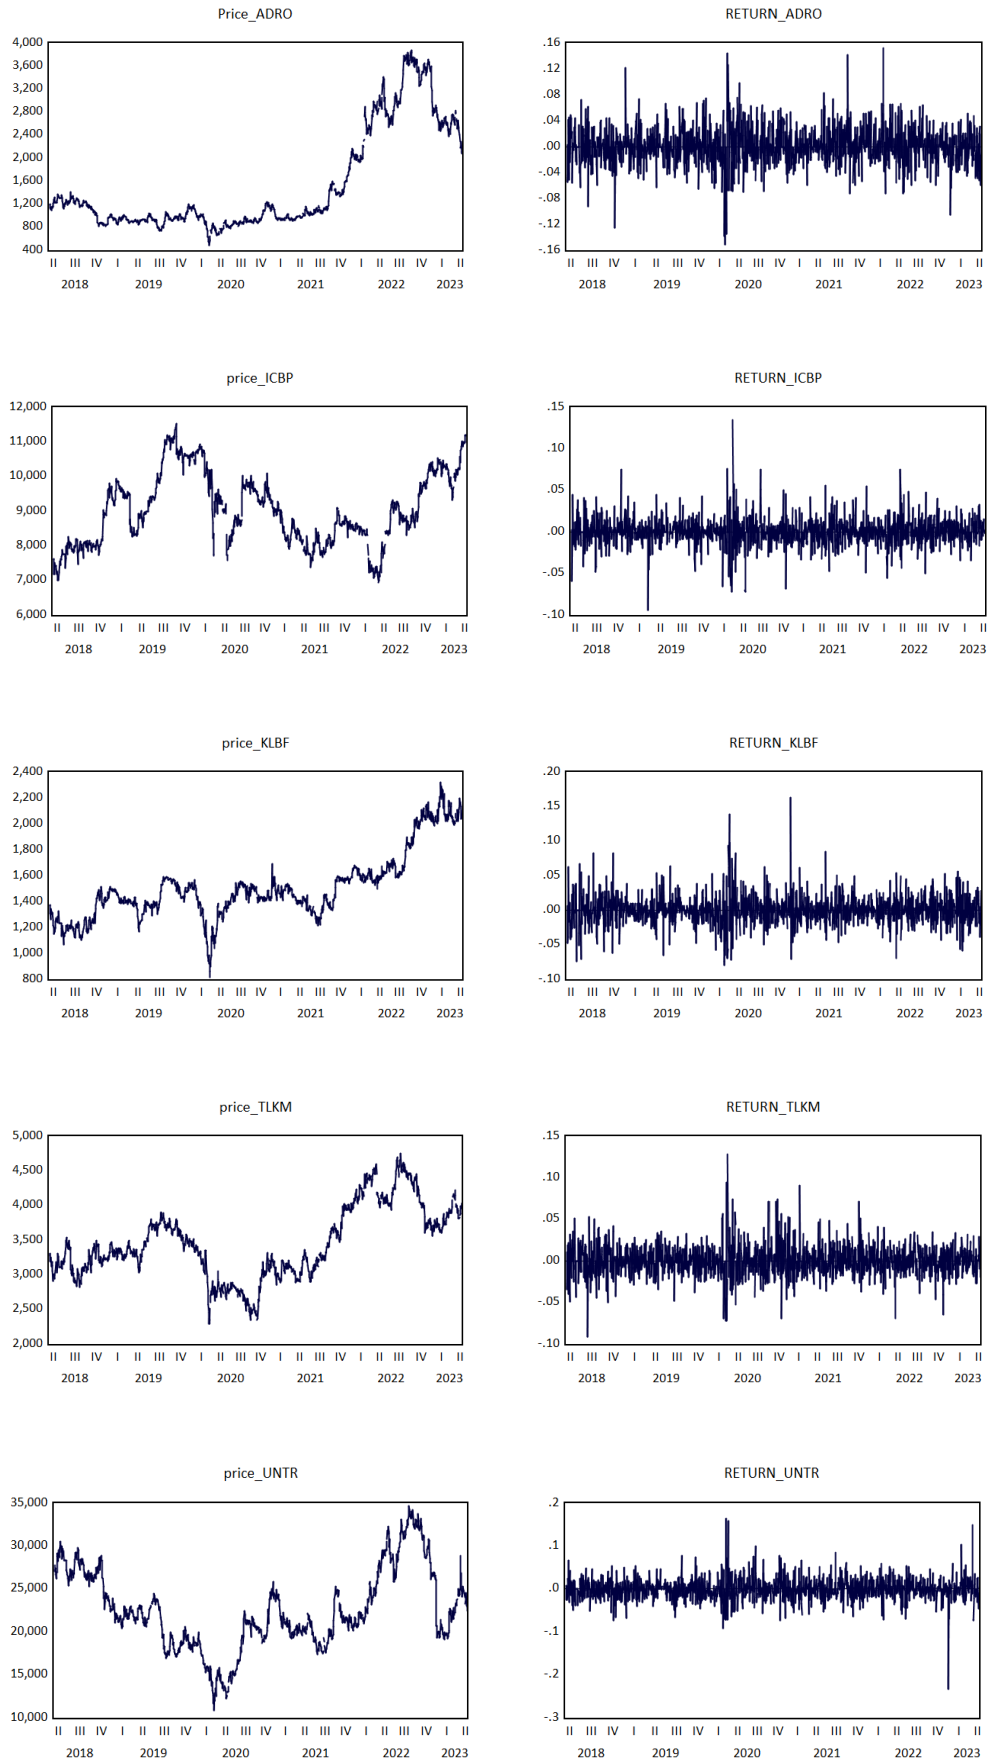 Price_ADRO
4,000
3,600
3,200
2,800
2,400
2,000
1,600
1,200
800
400
II III IV I II III IV I II III IV I II III IV I II III IV I II
2018 2019 2020 2021 2022 2023
RETURN_ADRO
.16
.12
.08
.04
.00
-.04
-.08
-.12
-.16
II III IV I II III IV I II III IV I II III IV I II III IV I II
2018 2019 2020 2021 2022 2023
price_ICBP
12,000
11,000
10,000
9,000
8,000
7,000
6,000
II III IV I II III IV I II III IV I II III IV I II III IV I II
2018 2019 2020 2021 2022 2023
RETURN_ICBP
.15
.10
.05
.00
-.05
-.10
II III IV I II III IV I II III IV I II III IV I II III IV I II
2018 2019 2020 2021 2022 2023
price_KLBF
2,400
2,200
2,000
1,800
1,600
1,400
1,200
1,000
800
II III IV I II III IV I II III IV I II III IV I II III IV I II
2018 2019 2020 2021 2022 2023
RETURN_KLBF
.20
.15
.10
.05
.00
-.05
-.10
II III IV I II III IV I II III IV I II III IV I II III IV I II
2018 2019 2020 2021 2022 2023
price_TLKM
5,000
4,500
4,000
3,500
3,000
2,500
2,000
II III IV I II III IV I II III IV I II III IV I II III IV I II
2018 2019 2020 2021 2022 2023
RETURN_TLKM
.15
.10
.05
.00
-.05
-.10
II III IV I II III IV I II III IV I II III IV I II III IV I II
2018 2019 2020 2021 2022 2023
price_UNTR
35,000
30,000
25,000
20,000
15,000
10,000
II III IV I II III IV I II III IV I II III IV I II III IV I II
2018 2019 2020 2021 2022 2023
RETURN_UNTR
.2
.1
.0
-.1
-.2
-.3
II III IV I II III IV I II III IV I II III IV I II III IV I II
2018 2019 2020 2021 2022 2023